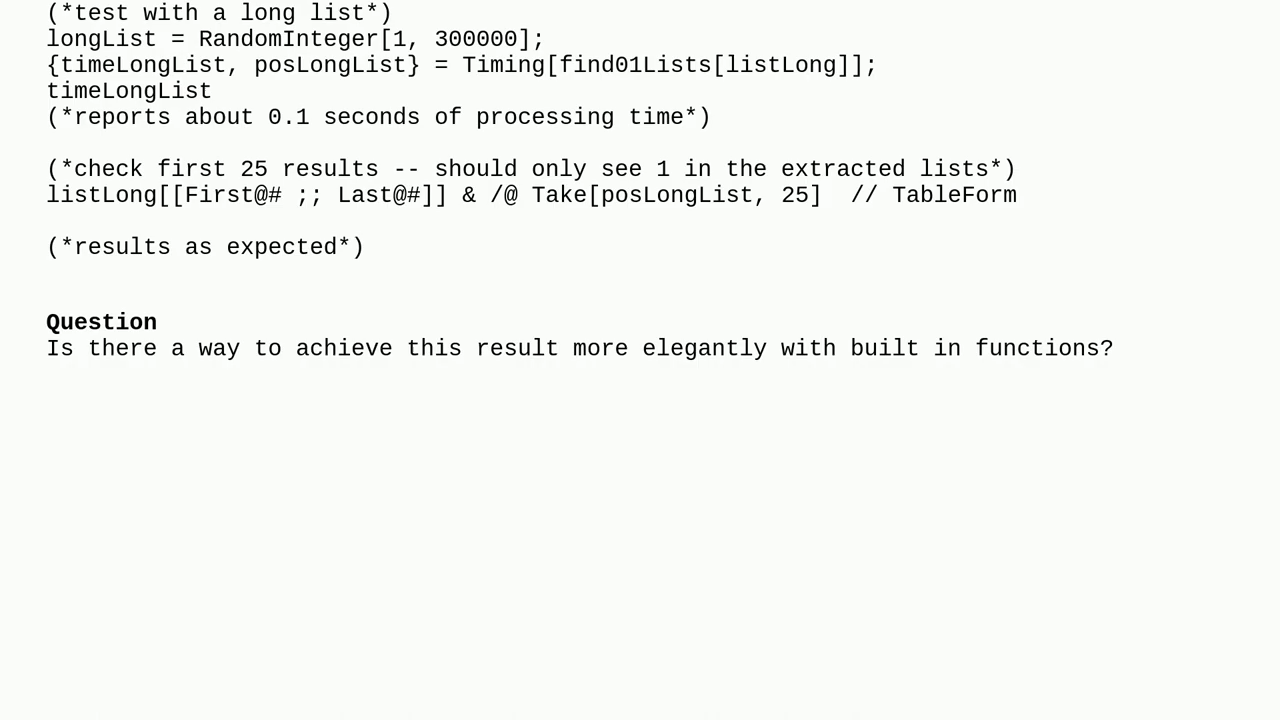 (*test with a long list*)
longList = RandomInteger[1, 300000];
{timeLongList, posLongList} = Timing[find01Lists[listLong]];
timeLongList
(*reports about 0.1 seconds of processing time*)
(*check first 25 results -- should only see 1 in the extracted lists*)
listLong[[First@# ;; Last@#]] & /@ Take[posLongList, 25]  // TableForm
(*results as expected*)
Question
Is there a way to achieve this result more elegantly with built in functions?